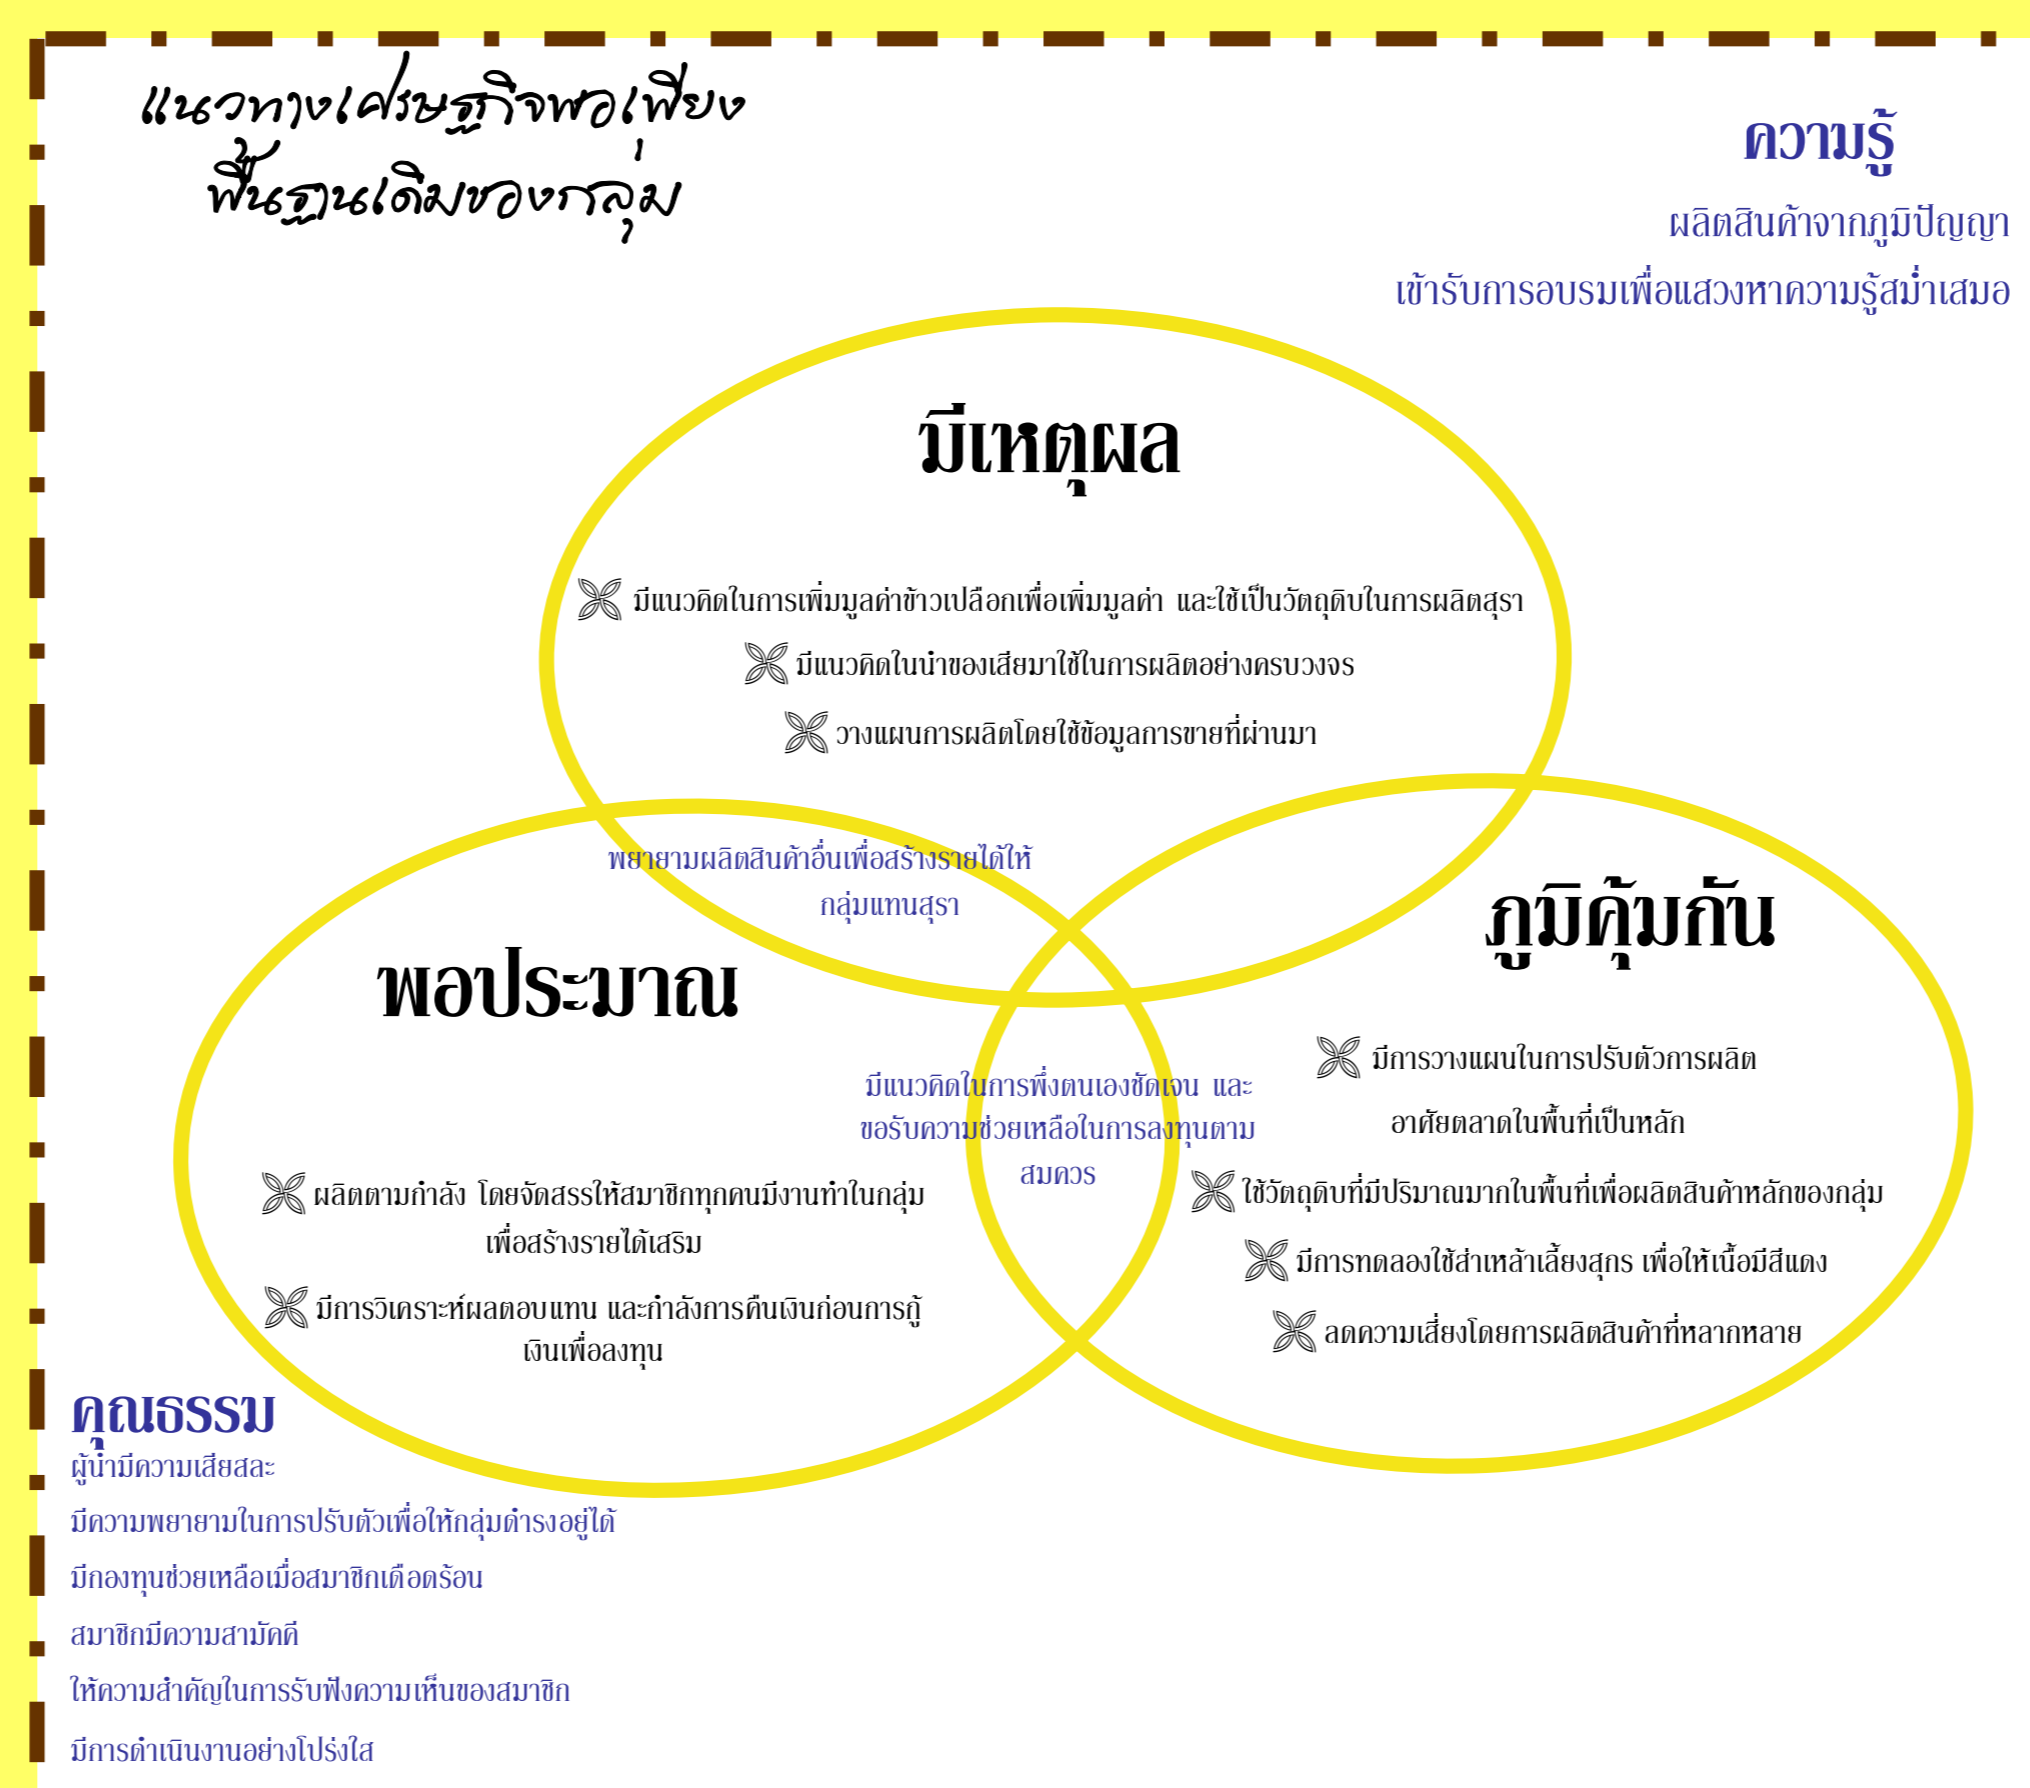 แนวทางเศรษฐกิจพอเพียง
พื้นฐานเดิมของกลุ่ม
ความรู้
ผลิตสินค้าจากภูมิปัญญา
เข้ารับการอบรมเพื่อแสวงหาความรู้สม่ำเสมอ
มีเหตุผล
มีแนวคิดในการเพิ่มมูลค่าข้าวเปลือกเพื่อเพิ่มมูลค่า และใช้เป็นวัตถุดิบในการผลิตสุรา
มีแนวคิดในนำของเสียมาใช้ในการผลิตอย่างครบวงจร
วางแผนการผลิตโดยใช้ข้อมูลการขายที่ผ่านมา
พยายามผลิตสินค้าอื่นเพื่อสร้างรายได้ให้
กลุ่มแทนสุรา
พอประมาณ
ผลิตตามกำลัง โดยจัดสรรให้สมาชิกทุกคนมีงานทำในกลุ่ม
เพื่อสร้างรายได้เสริม
มีการวิเคราะห์ผลตอบแทน และกำลังการคืนเงินก่อนการกู้
เงินเพื่อลงทุน
มีแนวคิดในการพึ่งตนเองชัดเจน และ
ขอรับความช่วยเหลือในการลงทุนตาม
สมควร
ภูมิคุ้มกัน
มีการวางแผนในการปรับตัวการผลิต
อาศัยตลาดในพื้นที่เป็นหลัก
ใช้วัตถุดิบที่มีปริมาณมากในพื้นที่เพื่อผลิตสินค้าหลักของกลุ่ม
มีการทดลองใช้ส่าเหล้าเลี้ยงสุกร เพื่อให้เนื้อมีสีแดง
ลดความเสี่ยงโดยการผลิตสินค้าที่หลากหลาย
คุณธรรม
ผู้นำมีความเสียสละ
มีความพยายามในการปรับตัวเพื่อให้กลุ่มดำรงอยู่ได้
มีกองทุนช่วยเหลือเมื่อสมาชิกเดือดร้อน
สมาชิกมีความสามัคคี
ให้ความสำคัญในการรับฟังความเห็นของสมาชิก
มีการดำเนินงานอย่างโปร่งใส